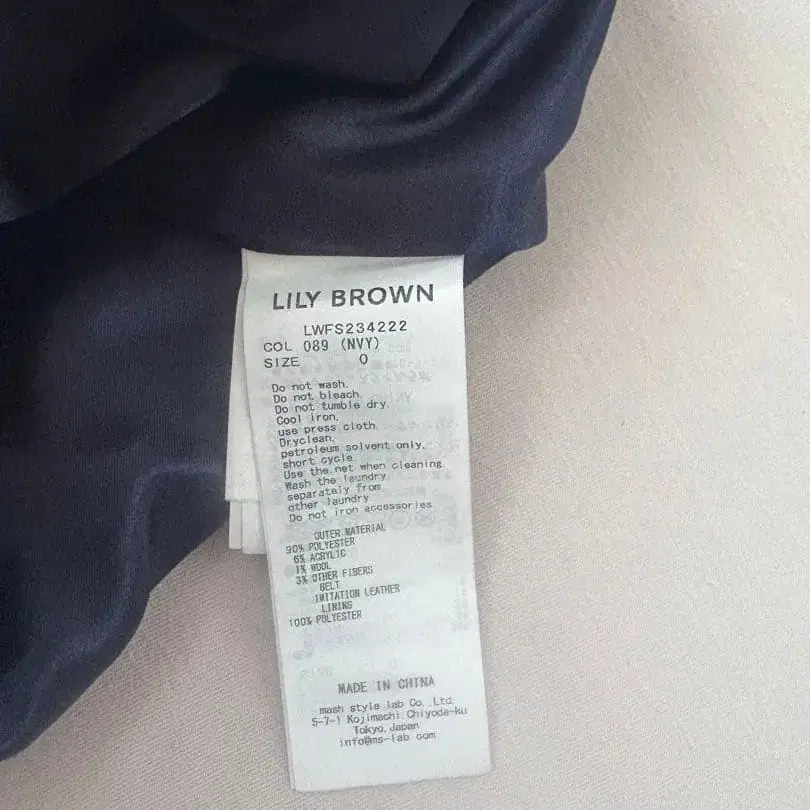 LILY BROWN
LWFS234222
COL 089 (NVY)
SIZE 0
Do not wash.
Do not bleach.
Do not tumble dry.
Cool iron,
use press cloth.
Dryclean,
petroleum solvent only,
short cycle.
Use the net when cleaning.
Wash the laundry
separately from
other laundry
Do not iron accessories
OUTER MATERIAL
90% POLYESTER
6% ACRYLIC
1% WOOL
3% OTHER FIBERS
BELT
IMITATION LEATHER
LINING
100% POLYESTER
MADE IN CHINA
mash style lab Co.,Ltd.
5-7-1 Kojimachi Chiyoda-ku
Tokyo,Japan
info@ms-lab.com